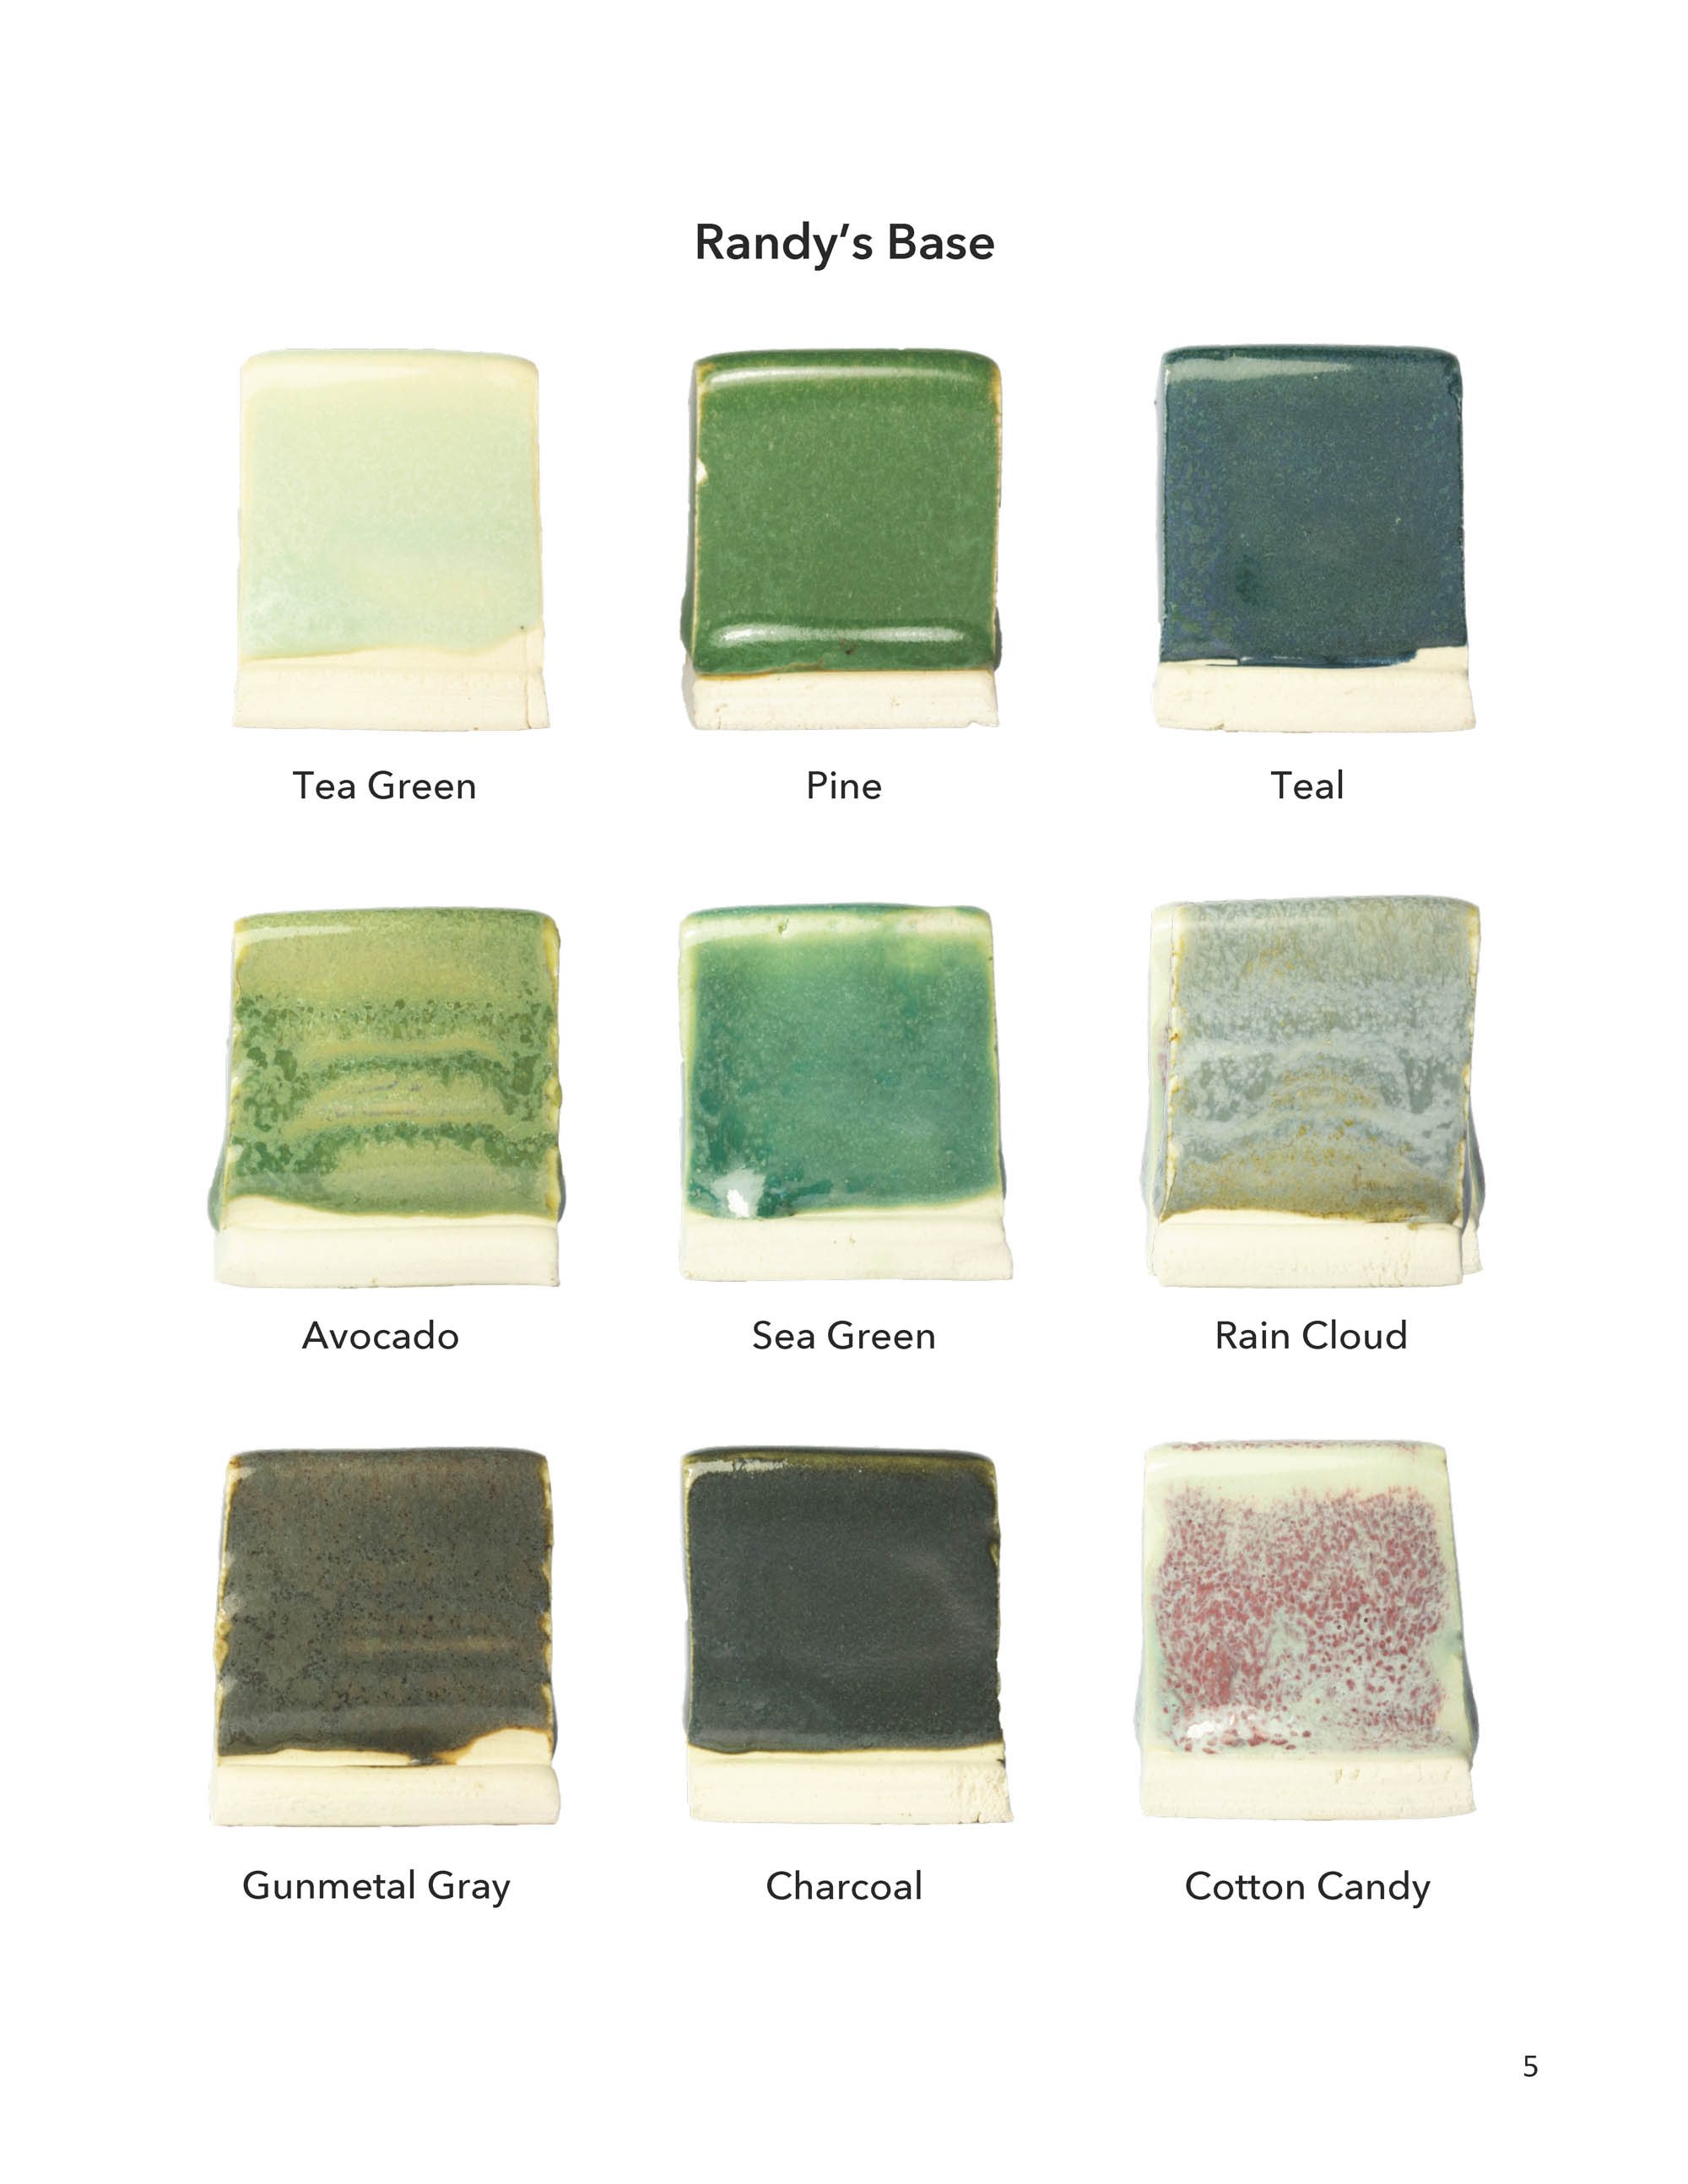 Randy’s Base
Tea Green
Pine
Teal
Avocado
Sea Green
Rain Cloud
Gunmetal Gray
Charcoal
Cotton Candy
5